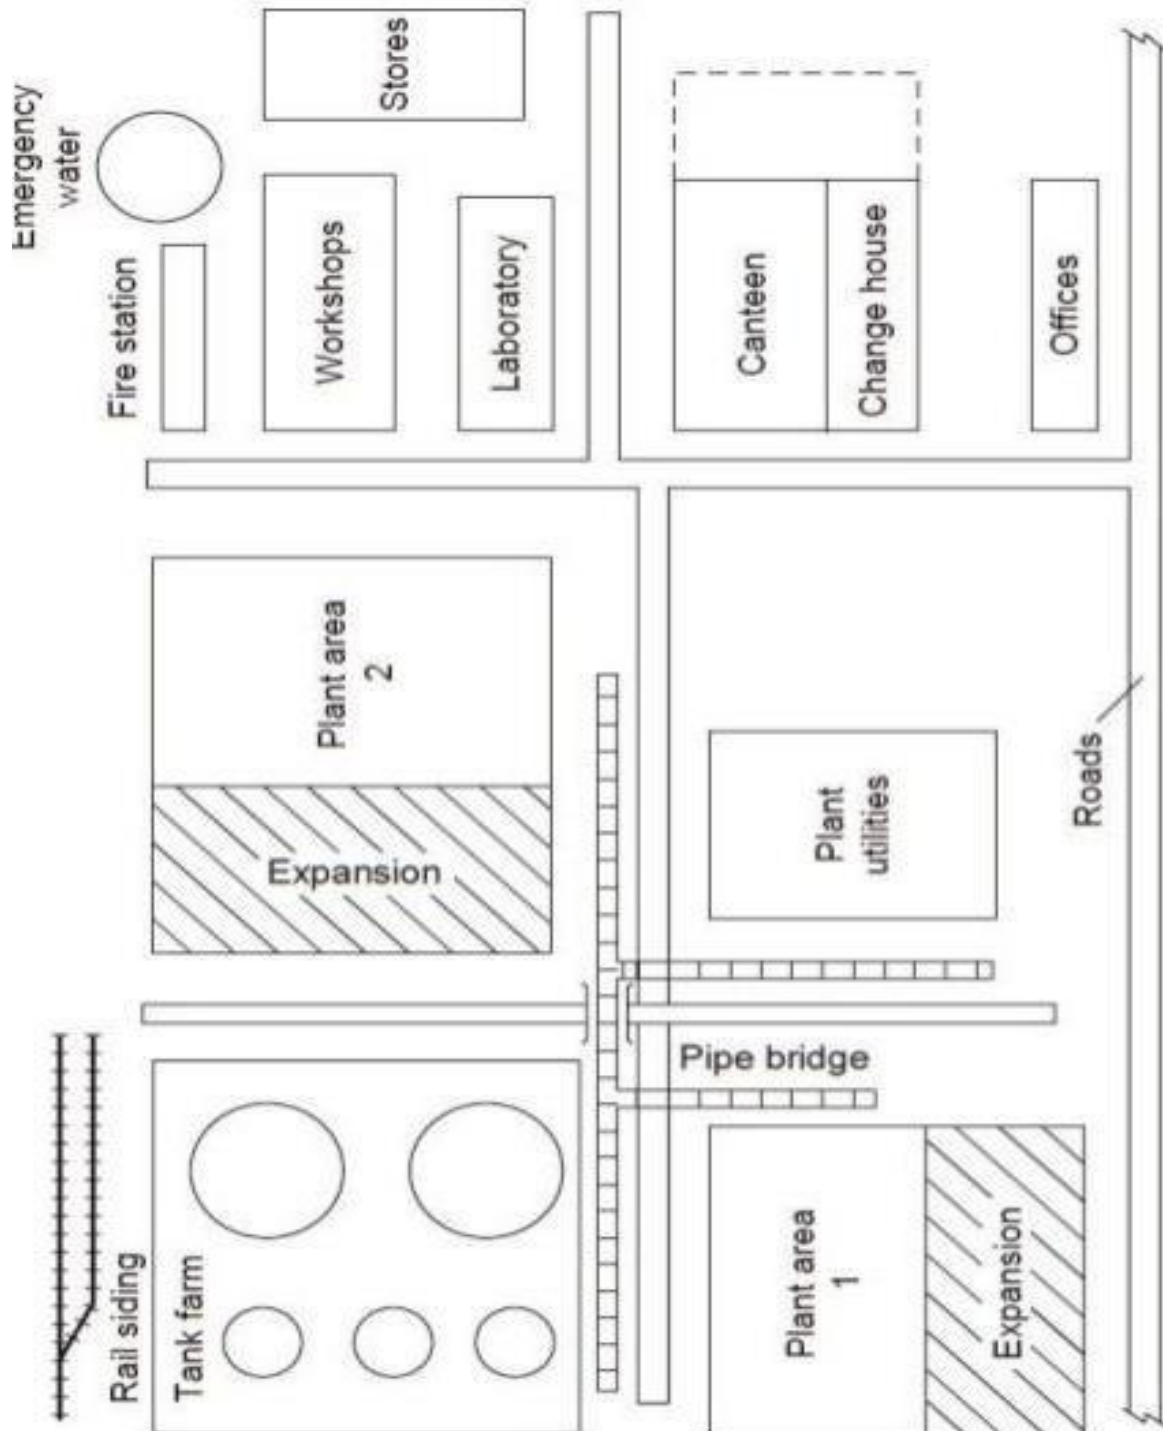 Emergency
water
Stores
Fire station
Workshops
Laboratory
Canteen
Change house
Offices
Plant area
2
Expansion
Plant
utilities
Roads
Pipe bridge
Rail siding
Tank farm
Plant area
1
Expansion